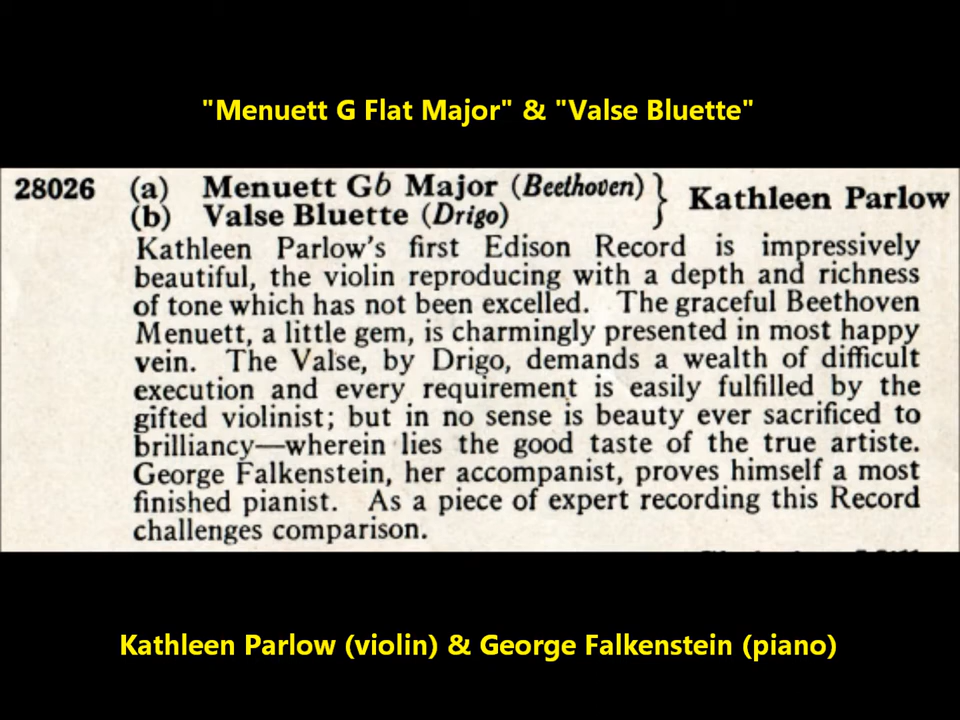 "Menuett G Flat Major" & "Valse Bluette"
28026 (a) Menuett G♭ Major (Beethoven) } Kathleen Parlow
(b) Valse Bluette (Drigo)
Kathleen Parlow's first Edison Record is impressively
beautiful, the violin reproducing with a depth and richness
of tone which has not been excelled. The graceful Beethoven
Menuett, a little gem, is charmingly presented in most happy
vein. The Valse, by Drigo, demands a wealth of difficult
execution and every requirement is easily fulfilled by the
gifted violinist; but in no sense is beauty ever sacrificed to
brilliancy—wherein lies the good taste of the true artiste.
George Falkenstein, her accompanist, proves himself a most
finished pianist. As a piece of expert recording this Record
challenges comparison.
Kathleen Parlow (violin) & George Falkenstein (piano)